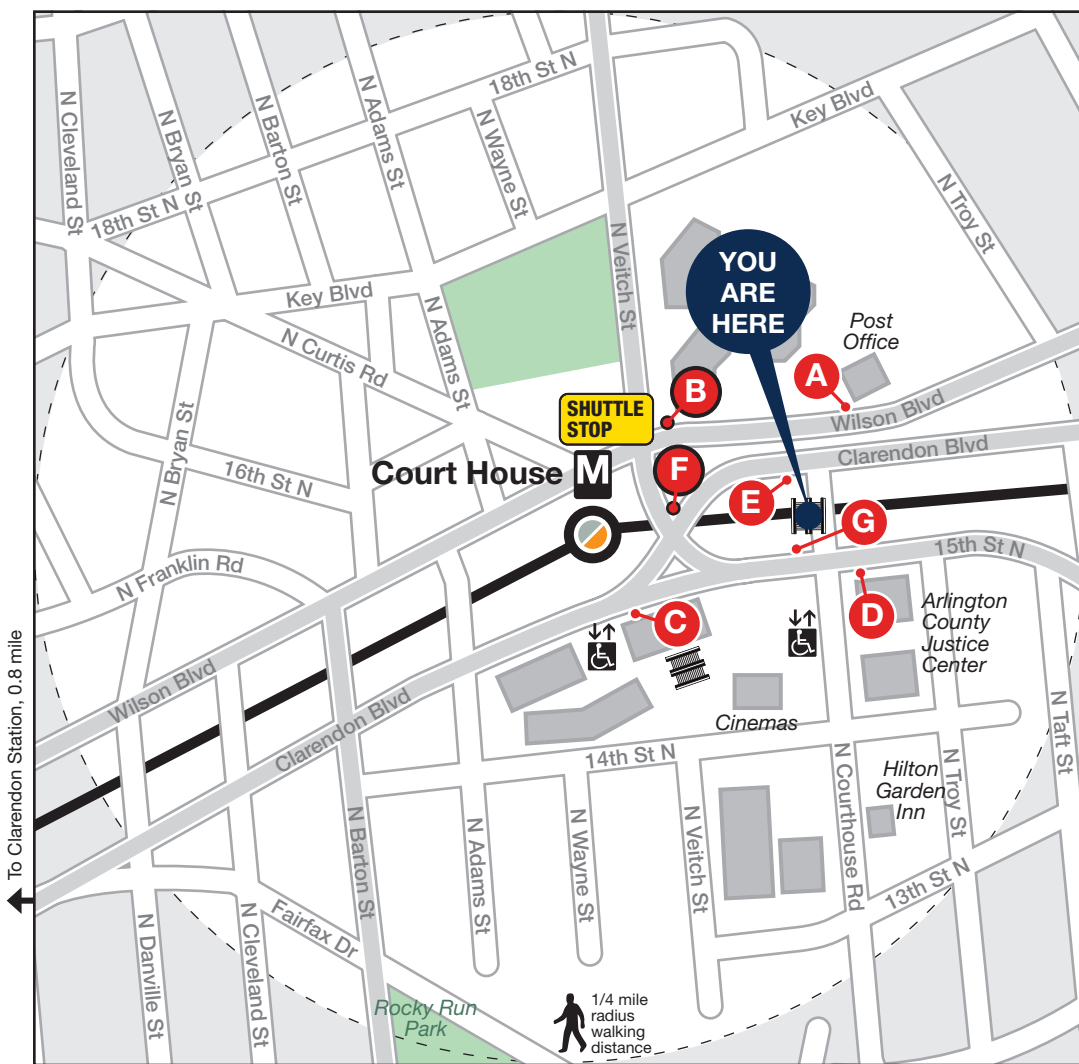 18th St N
N Cleveland St
N Bryan St
N Barton St
N Adams St
N Wayne St
Key Blvd
N Troy St
18th St N
N Veitch St
YOU
ARE
HERE
Key Blvd
N Adams St
N Curtis Rd
Post
Office
A
B
SHUTTLE
STOP
Wilson Blvd
Clarendon Blvd
N Bryan St
16th St N
Court House M
F
E
G
15th St N
N Franklin Rd
C
D
Arlington
County
Justice
Center
Wilson Blvd
Clarendon Blvd
Cinemas
14th St N
N Taft St
To Clarendon Station, 0.8 mile
N Barton St
N Adams St
N Wayne St
N Veitch St
N Courthouse Rd
Hilton
Garden
Inn
N Troy St
13th St N
Fairfax Dr
N Danville St
N Cleveland St
Rocky Run
Park
1/4 mile
radius
walking
distance